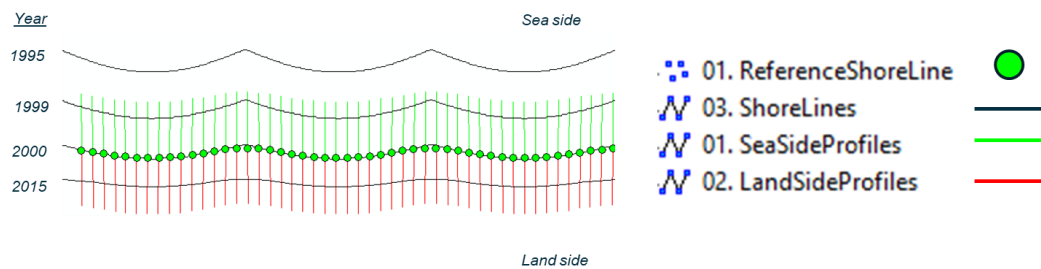 Year
Sea side
1995
1999
2000
2015
Land side
01. ReferenceShoreLine
03. ShoreLines
01. SeaSideProfiles
02. LandSideProfiles